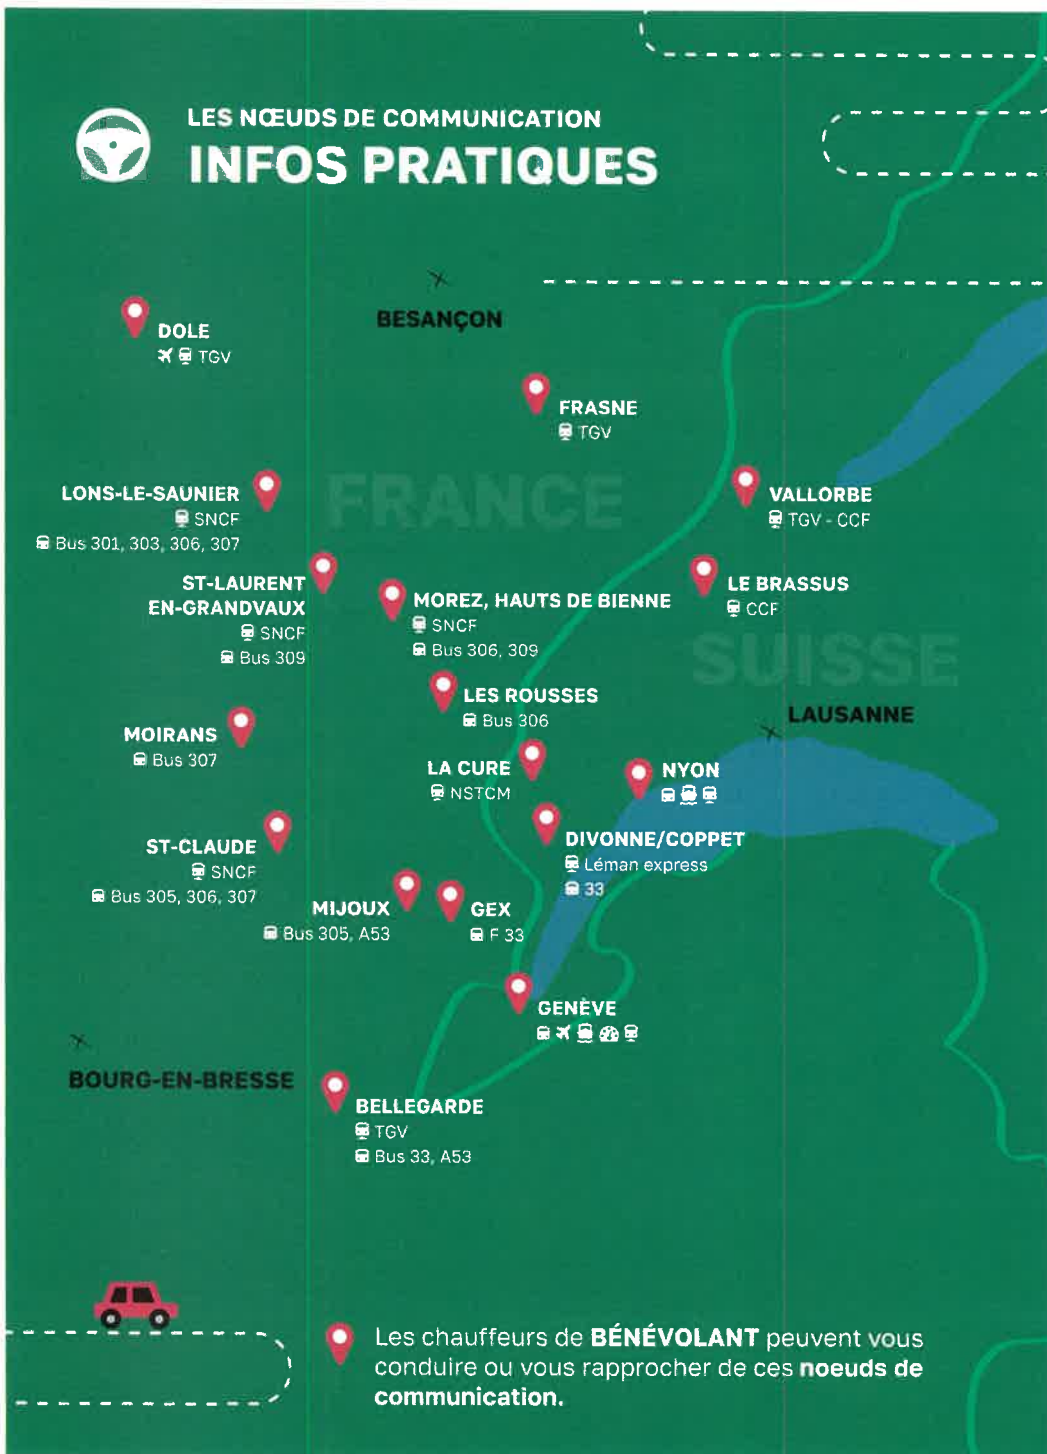 LES NŒUDS DE COMMUNICATION
INFOS PRATIQUES
BESANÇON
DOLE
TGV
FRASNE
TGV
FRANCE
LONS-LE-SAUNIER
SNCF
Bus 301, 303, 306, 307
VALLORBE
TGV - CCF
ST-LAURENT
EN-GRANDVAUX
SNCF
Bus 309
MOREZ, HAUTS DE BIENNE
SNCF
Bus 306, 309
LE BRASSUS
CCF
SUISSE
LES ROUSSES
Bus 306
LAUSANNE
MOIRANS
Bus 307
LA CURE
NSTCM
NYON
DIVONNE/COPPET
Léman express
33
ST-CLAUDE
SNCF
Bus 305, 306, 307
MIJOUX
Bus 305, A53
GEX
F 33
GENÈVE
BOURG-EN-BRESSE
BELLEGARDE
TGV
Bus 33, A53
Les chauffeurs de BÉNÉVOLANT peuvent vous
conduire ou vous rapprocher de ces noeuds de
communication.